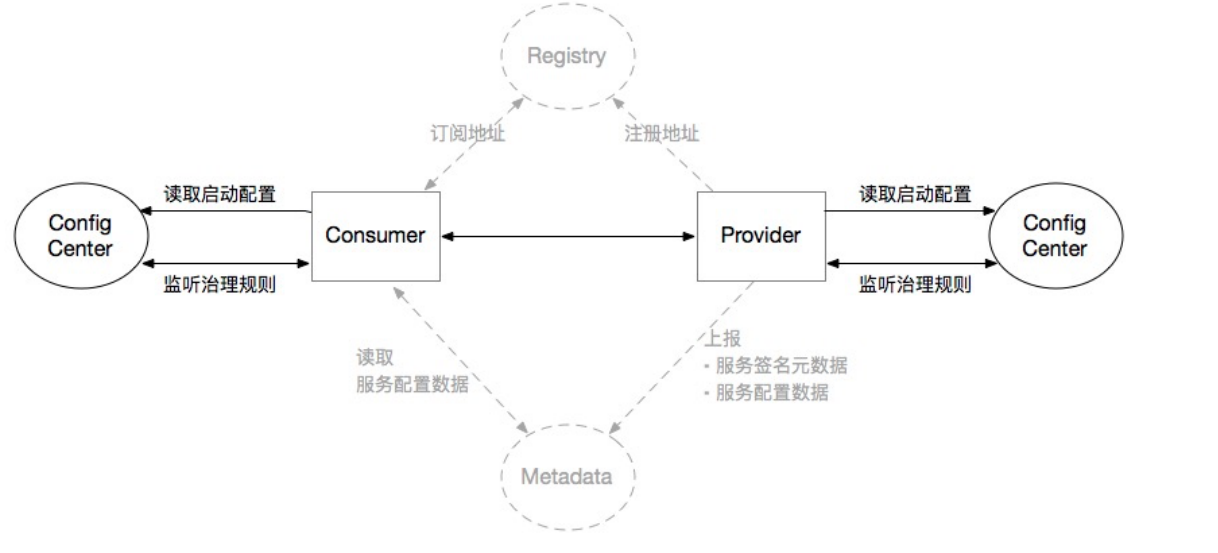 Registry
订阅地址
注册地址
读取启动配置
读取启动配置
Config
Center
Consumer
Provider
Config
Center
监听治理规则
监听治理规则
读取
服务配置数据
上报
· 服务签名元数据
· 服务配置数据
Metadata